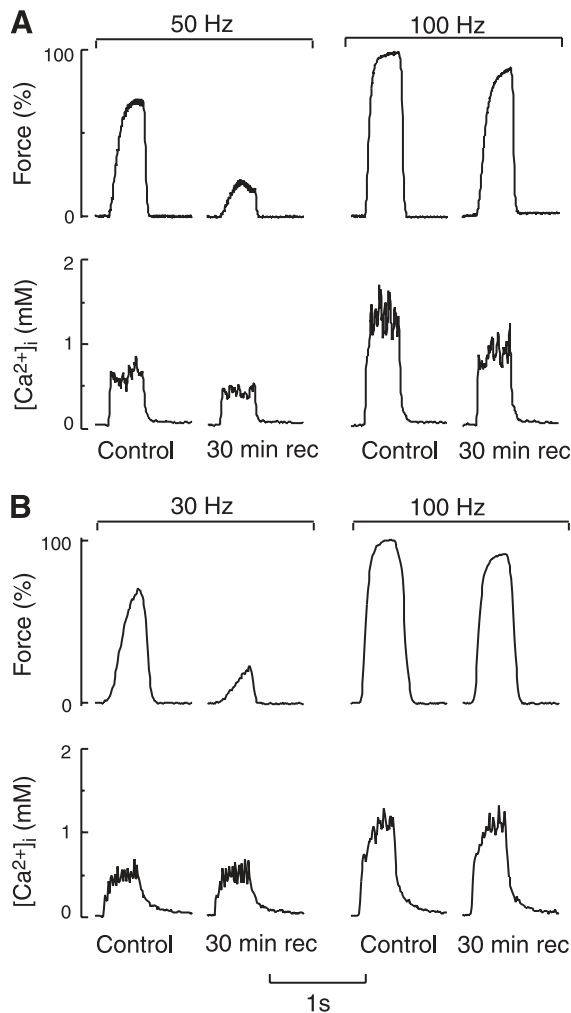 A
50 Hz
100 Hz
100
Force (%)
0
2
[Ca²⁺]ᵢ (mM)
1
0
Control
30 min rec
Control
30 min rec
B
30 Hz
100 Hz
100
Force (%)
0
2
[Ca²⁺]ᵢ (mM)
1
0
Control
30 min rec
Control
30 min rec
1s